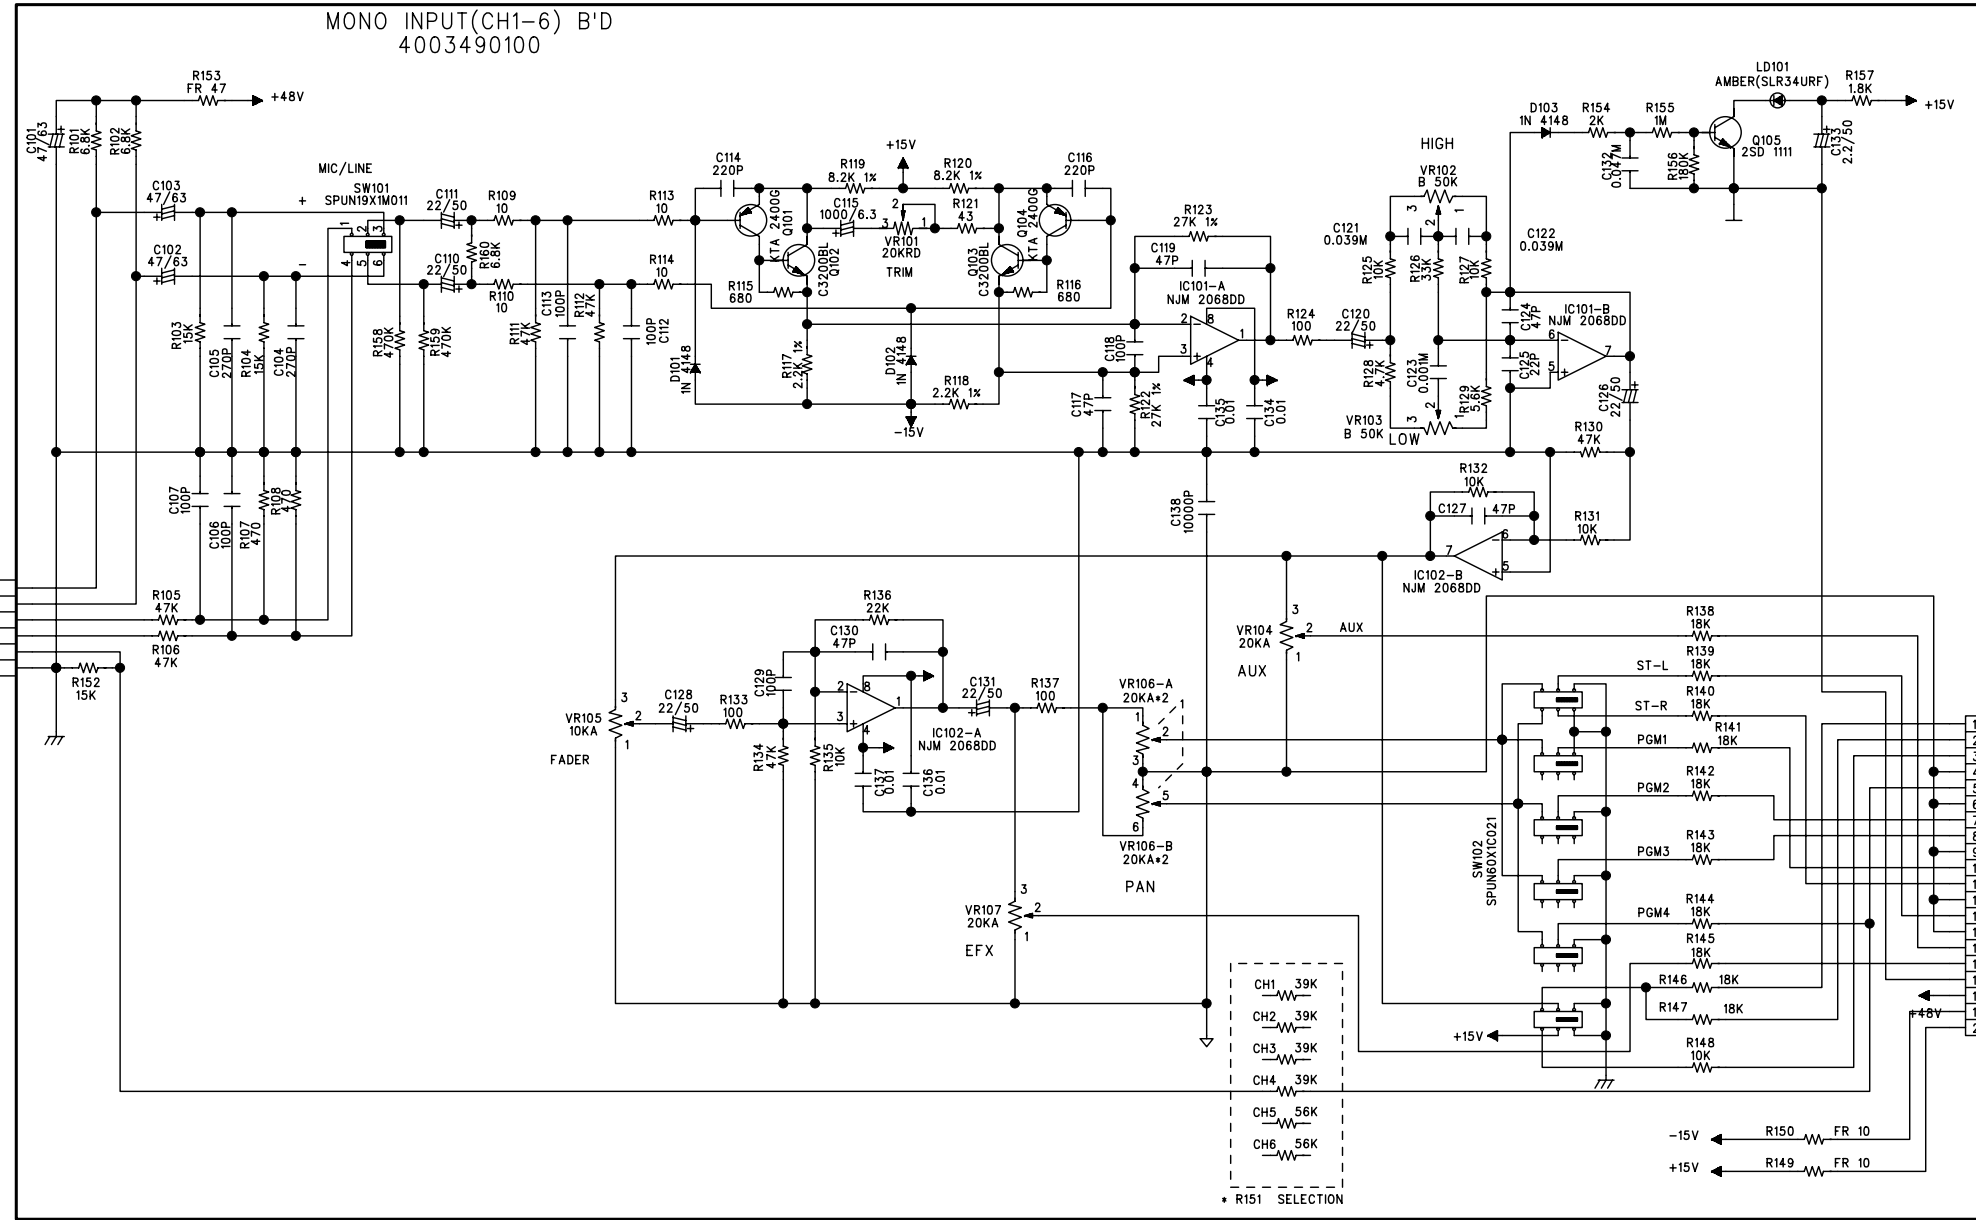 MONO INPUT(CH1-6) B'D
4003490100
R153
FR 47
+48V
C101
47/63
R101
6.8K
R102
6.8K
C103
47/63
C102
47/63
MIC/LINE
SW101
SPUN19X1M011
+
-
1 2 3
4 5 6
C111
22/50
C110
22/50
R160
6.8K
R109
10
R110
10
R103
15K
C105
270P
R104
15K
C104
270P
R158
470K
R159
470K
R111
47K
C113
100P
R112
47K
100P
C112
R113
10
R114
10
C114
220P
KTA 2400G
Q101
C3200BL
Q102
R115
680
D101
1N 4148
R117
2.2K 1%
R119
8.2K 1%
+15V
R120
8.2K 1%
C115
1000/6.3
VR101
20KRD
TRIM
R121
43
C116
220P
Q104
KTA 2400G
Q103
C3200BL
R116
680
D102
1N 4148
R118
2.2K 1%
-15V
R123
27K 1%
C119
47P
IC101-A
NJM 2068DD
C118
100P
C117
47P
R122
27K 1%
C135
0.01
C134
0.01
R124
100
C120
22/50
HIGH
VR102
B 50K
C121
0.039M
C122
0.039M
R125
10K
R126
33K
R127
10K
R128
4.7K
C123
0.001M
R129
5.6K
VR103
B 50K
LOW
C124
47P
C125
22P
IC101-B
NJM 2068DD
C126
22/50
R130
47K
D103
1N 4148
R154
2K
R155
1M
C132
0.047M
R156
180K
Q105
2SD 1111
LD101
AMBER(SLR34URF)
R157
1.8K
+15V
C133
2.2/50
C107
100P
C106
100P
R107
470
R108
470
R105
47K
R106
47K
R152
15K
C138
10000P
R132
10K
C127 47P
R131
10K
IC102-B
NJM 2068DD
VR105
10KA
FADER
C128
22/50
R133
100
C129
100P
R134
47K
R135
10K
R136
22K
C130
47P
IC102-A
NJM 2068DD
C137
0.01
C136
0.01
C131
22/50
R137
100
VR106-A
20KA*2
VR106-B
20KA*2
PAN
VR104
20KA
AUX
AUX
VR107
20KA
EFX
ST-L
ST-R
PGM1
PGM2
PGM3
PGM4
R138
18K
R139
18K
R140
18K
R141
18K
R142
18K
R143
18K
R144
18K
R145
18K
R146 18K
R147 18K
R148
10K
SW102
SPUN60X1C021
+15V
+48V
CH1 39K
CH2 39K
CH3 39K
CH4 39K
CH5 56K
CH6 56K
* R151 SELECTION
-15V R150 FR 10
+15V R149 FR 10